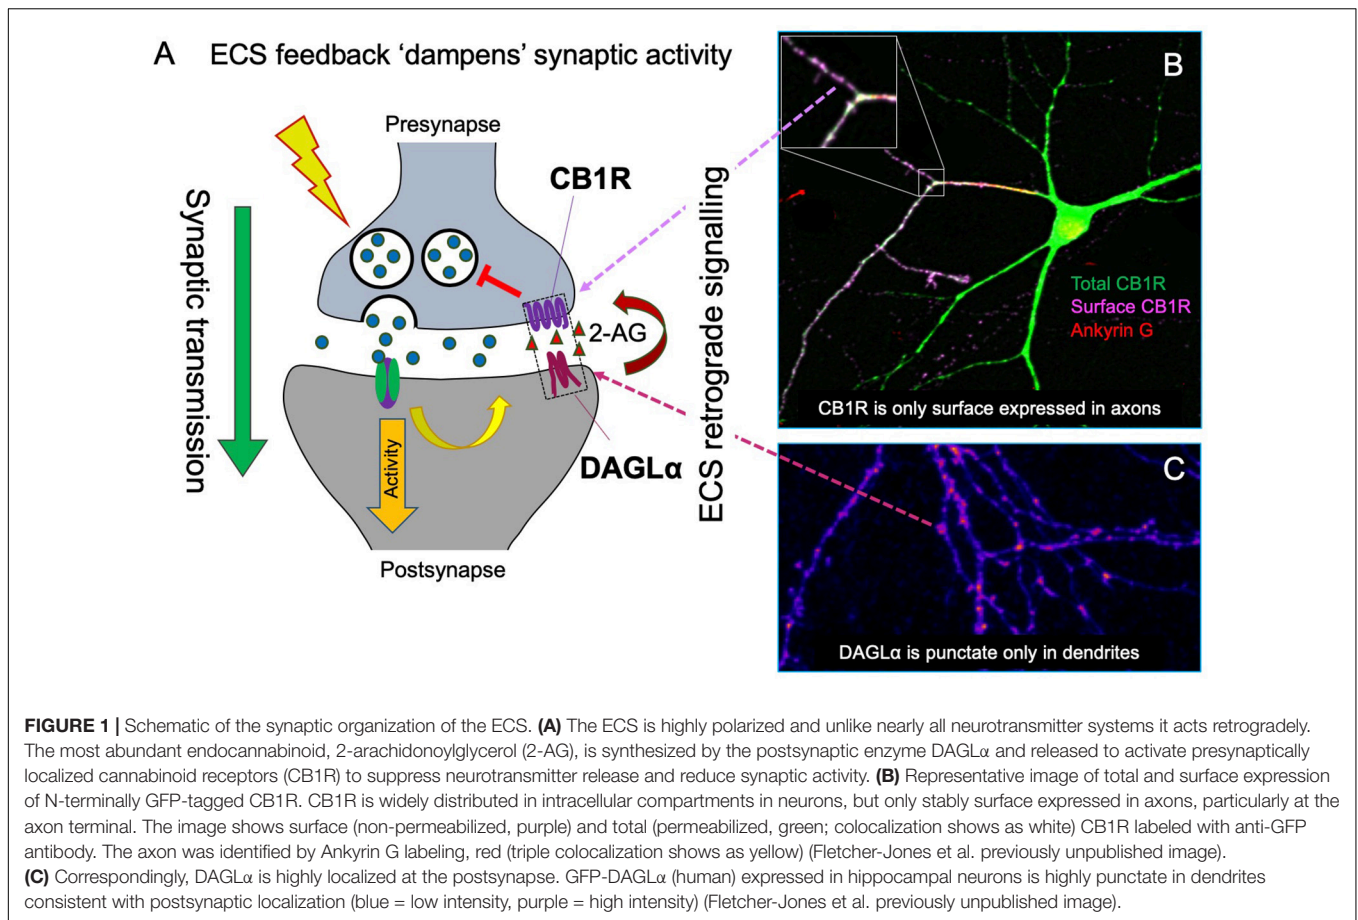 A ECS feedback ‘dampens’ synaptic activity
Presynapse
CB1R
Synaptic transmission
2-AG
ECS retrograde signalling
Activity
DAGLα
Postsynapse
B
Total CB1R
Surface CB1R
Ankyrin G
CB1R is only surface expressed in axons
C
DAGLα is punctate only in dendrites
FIGURE 1 | Schematic of the synaptic organization of the ECS. (A) The ECS is highly polarized and unlike nearly all neurotransmitter systems it acts retrogradely.
The most abundant endocannabinoid, 2-arachidonoylglycerol (2-AG), is synthesized by the postsynaptic enzyme DAGLα and released to activate presynaptically
localized cannabinoid receptors (CB1R) to suppress neurotransmitter release and reduce synaptic activity. (B) Representative image of total and surface expression
of N-terminally GFP-tagged CB1R. CB1R is widely distributed in intracellular compartments in neurons, but only stably surface expressed in axons, particularly at the
axon terminal. The image shows surface (non-permeabilized, purple) and total (permeabilized, green; colocalization shows as white) CB1R labeled with anti-GFP
antibody. The axon was identified by Ankyrin G labeling, red (triple colocalization shows as yellow) (Fletcher-Jones et al. previously unpublished image).
(C) Correspondingly, DAGLα is highly localized at the postsynapse. GFP-DAGLα (human) expressed in hippocampal neurons is highly punctate in dendrites
consistent with postsynaptic localization (blue = low intensity, purple = high intensity) (Fletcher-Jones et al. previously unpublished image).